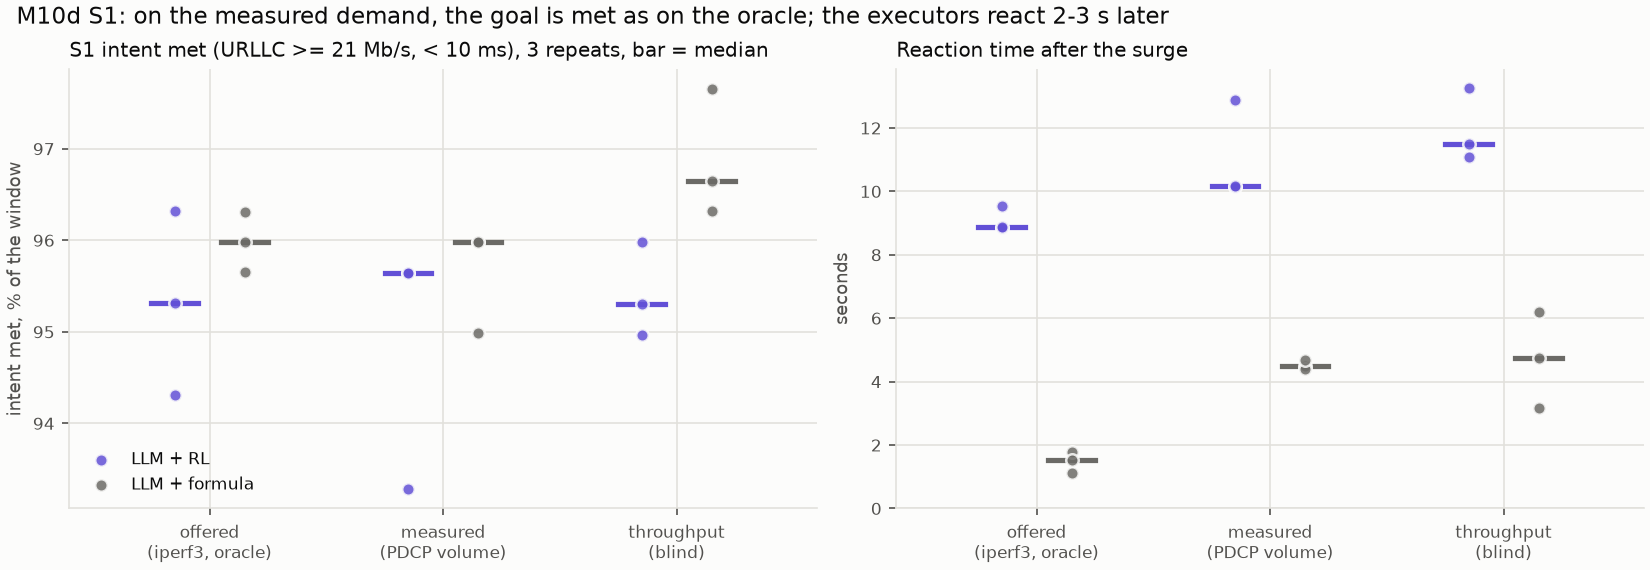 M10d S1: on the measured demand, the goal is met as on the oracle; the executors react 2-3 s later
S1 intent met (URLLC >= 21 Mb/s, < 10 ms), 3 repeats, bar = median
intent met, % of the window
97
96
95
94
LLM + RL
LLM + formula
offered
(iperf3, oracle)
measured
(PDCP volume)
throughput
(blind)
Reaction time after the surge
seconds
12
10
8
6
4
2
0
offered
(iperf3, oracle)
measured
(PDCP volume)
throughput
(blind)